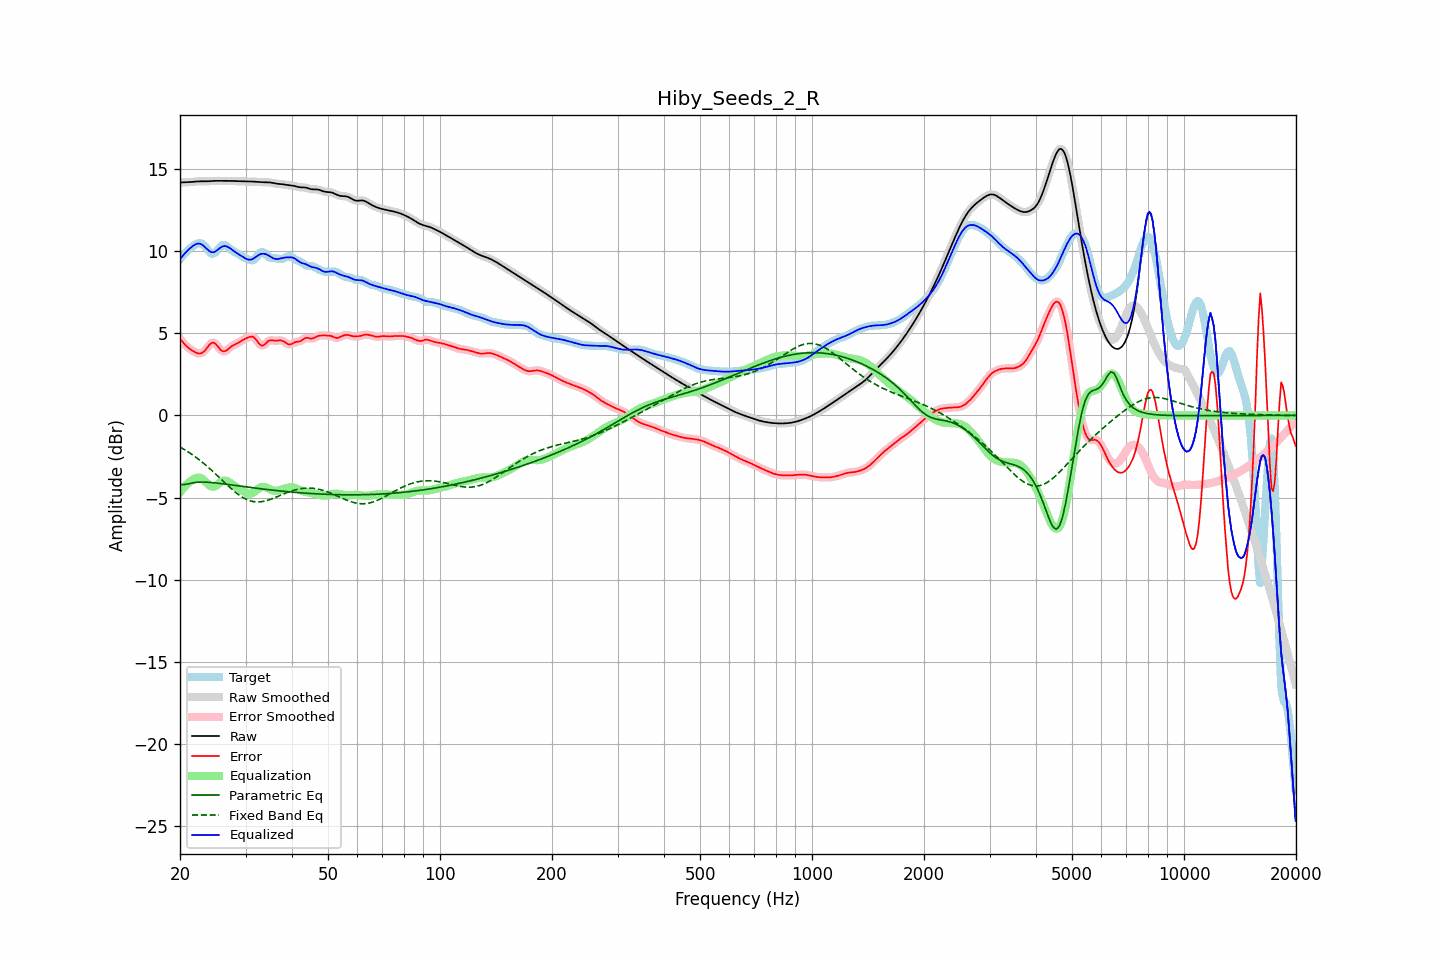 Hiby_Seeds_2_R
Amplitude (dBr)
15
10
5
0
−5
−10
−15
−20
−25
Target
Raw Smoothed
Error Smoothed
Raw
Error
Equalization
Parametric Eq
Fixed Band Eq
Equalized
20 50 100 200 500 1000 2000 5000 10000 20000
Frequency (Hz)